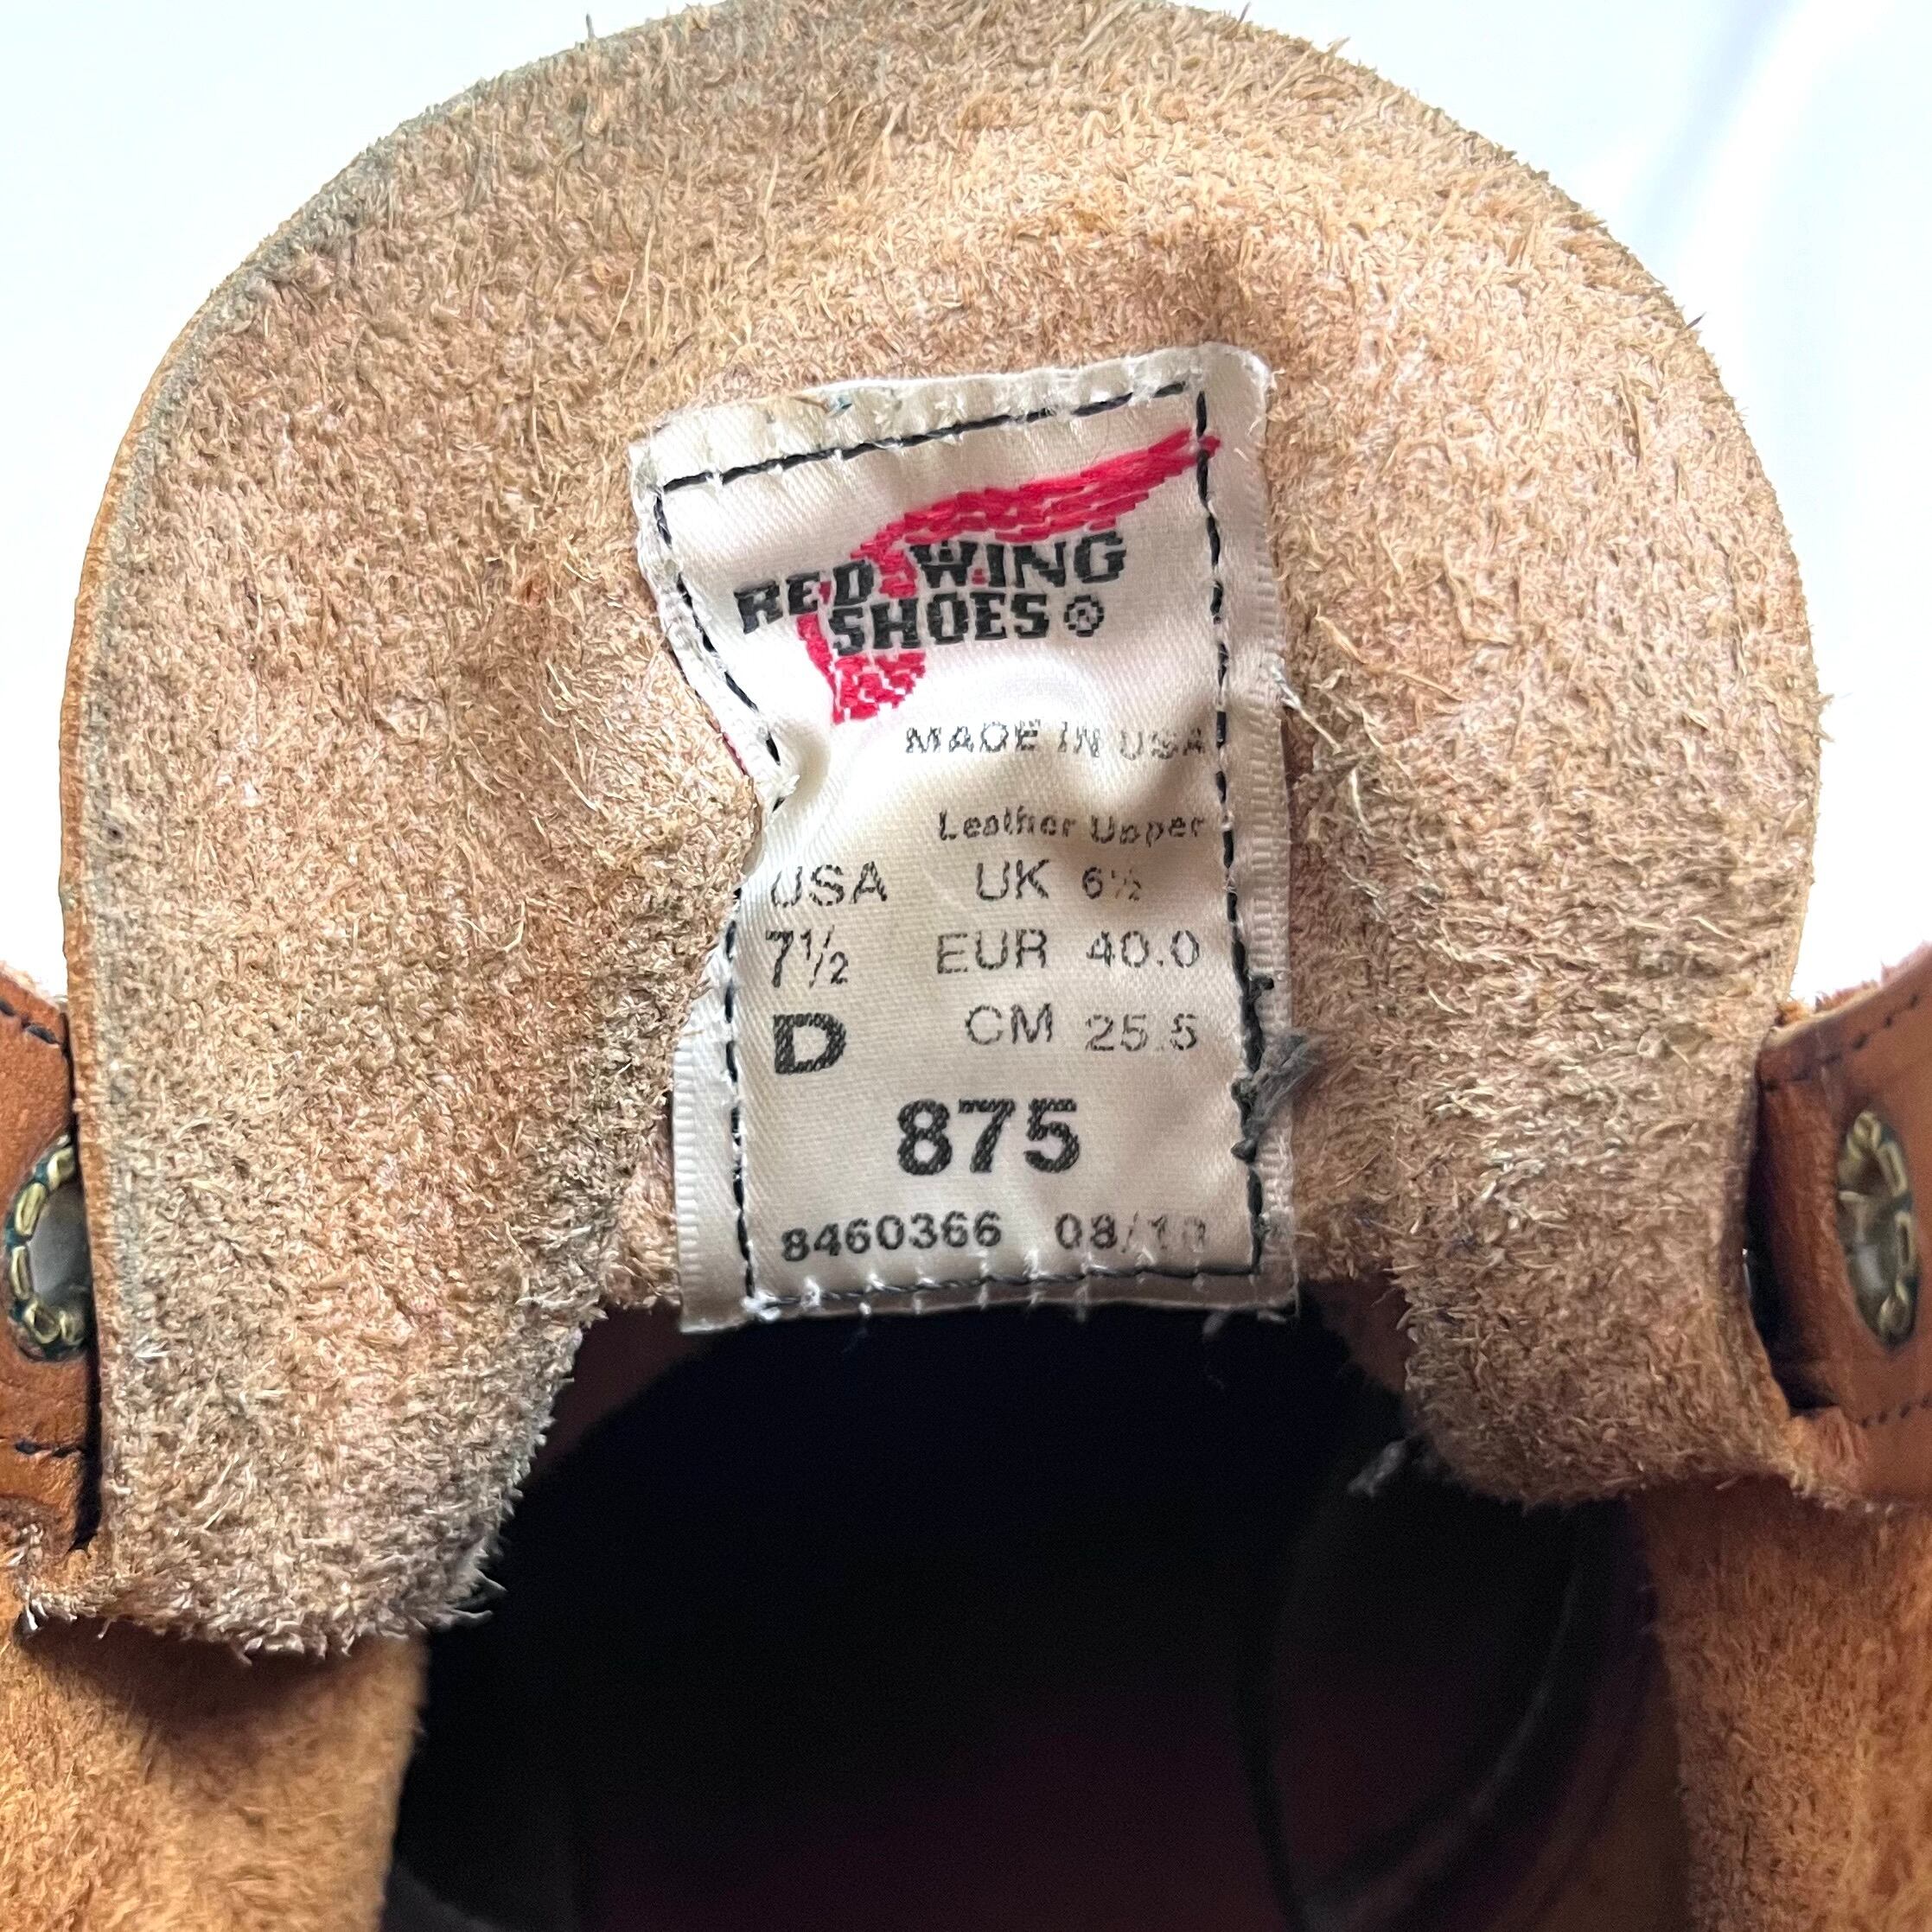 RED WING
SHOES®
MADE IN USA
Leather Upper
USA UK 6½
7½ EUR 40.0
D CM 25.5
875
8460366